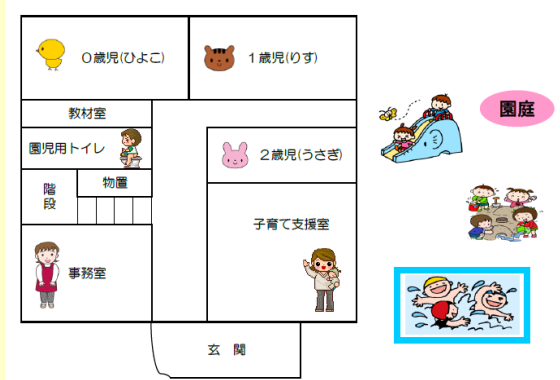 ０歳児(ひよこ)
１歳児(りす)
園庭
教材室
園児用トイレ
２歳児(うさぎ)
階段
物置
子育て支援室
事務室
玄　関